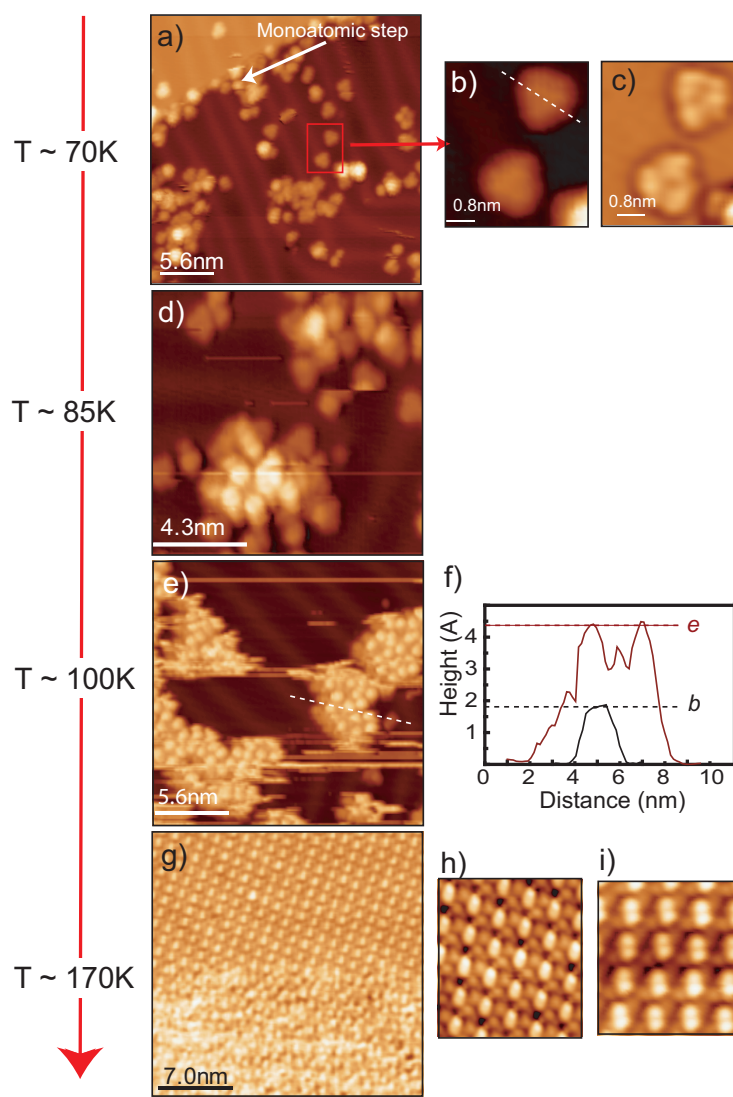 a)
Monoatomic step
b)
c)
T ~ 70K
0.8nm
0.8nm
5.6nm
d)
T ~ 85K
4.3nm
e)
f)
T ~ 100K
Height (A)
4
3
2
1
e
b
0
2
4
6
8
10
Distance (nm)
5.6nm
g)
h)
i)
T ~ 170K
7.0nm